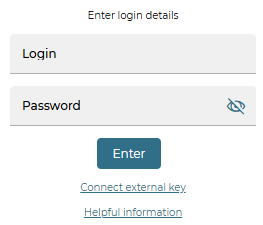 Enter login details
Login
Password
Enter
Connect external key
Helpful information